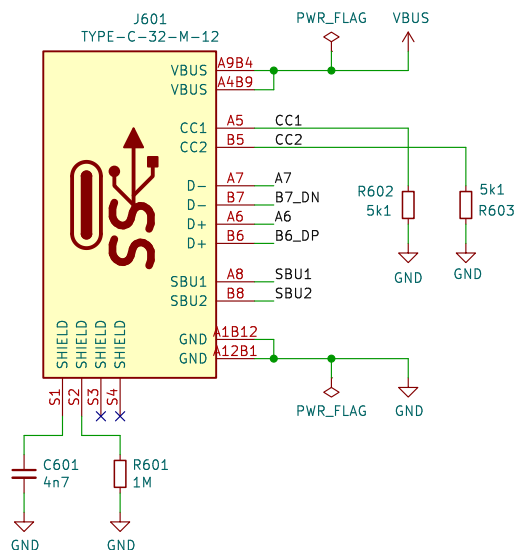 J601
TYPE-C-32-M-12
PWR_FLAG
VBUS
VBUS A9B4
VBUS A4B9
CC1 A5 CC1
CC2 B5 CC2
D- A7 A7
D- B7 B7_DN
D+ A6 A6
D+ B6 B6_DP
R602
5k1
5k1
R603
GND
GND
SS
SBU1 A8 SBU1
SBU2 B8 SBU2
GND A1B12
GND A12B1
SHIELD
SHIELD
SHIELD
SHIELD
S1
S2
S3
S4
PWR_FLAG
GND
C601
4n7
R601
1M
GND
GND